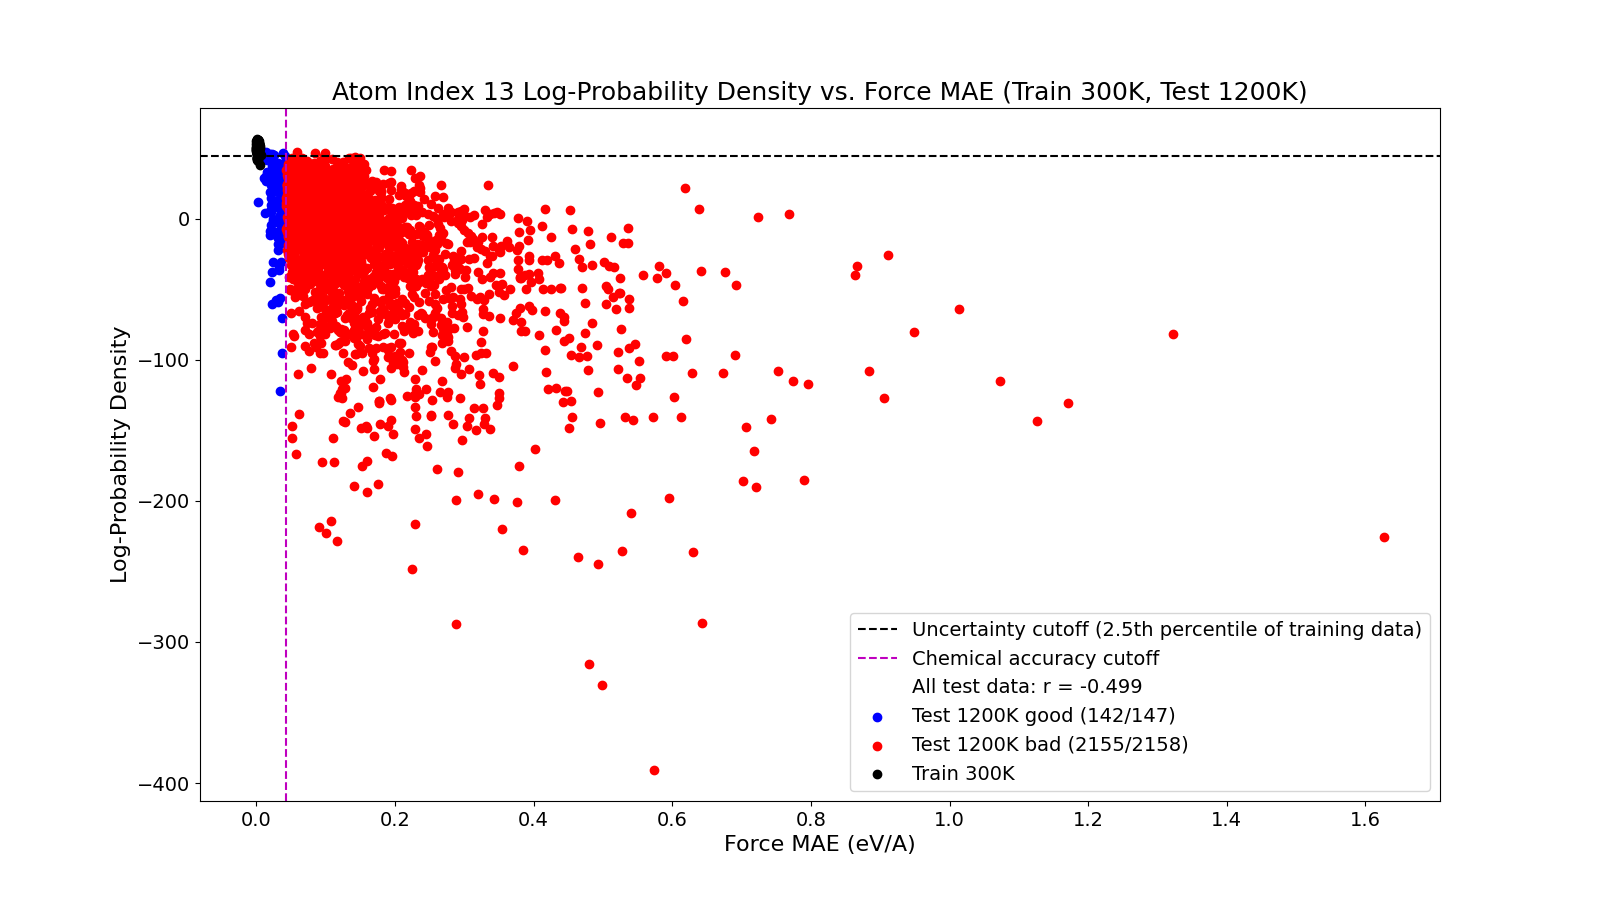 Atom Index 13 Log-Probability Density vs. Force MAE (Train 300K, Test 1200K)
Log-Probability Density
0
−100
−200
−300
−400
Uncertainty cutoff (2.5th percentile of training data)
Chemical accuracy cutoff
All test data: r = -0.499
Test 1200K good (142/147)
Test 1200K bad (2155/2158)
Train 300K
0.0 0.2 0.4 0.6 0.8 1.0 1.2 1.4 1.6
Force MAE (eV/A)